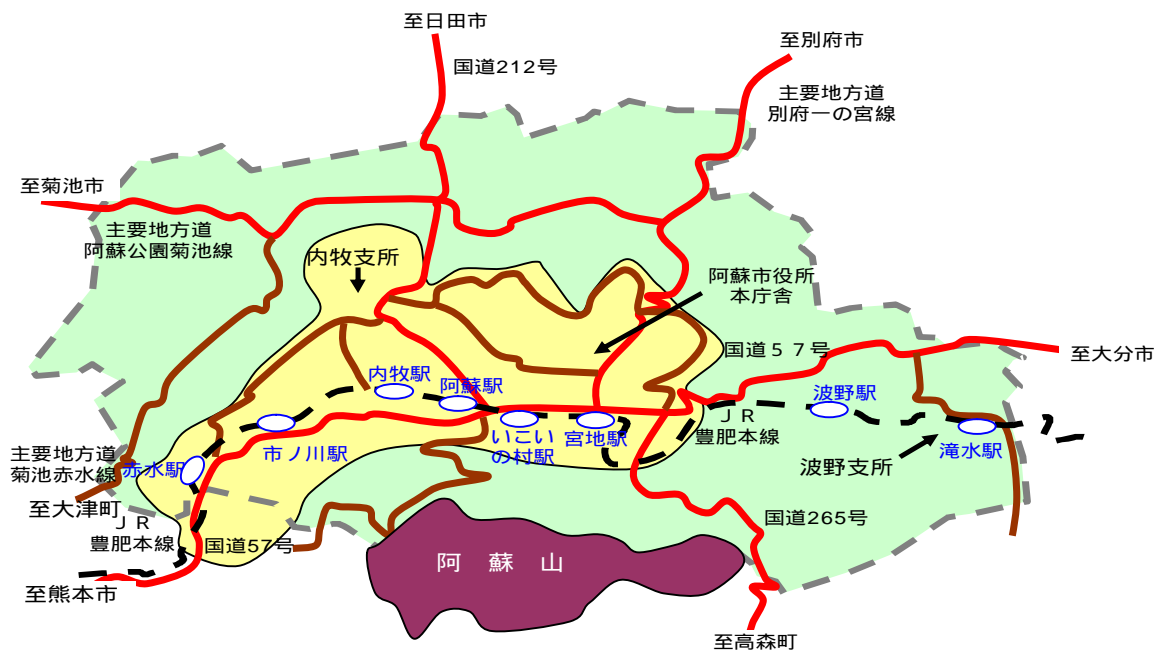 至日田市
至別府市
国道212号
主要地方道
別府一の宮線
至菊池市
主要地方道
阿蘇公園菊池線
内牧支所
阿蘇市役所
本庁舎
国道５７号
至大分市
内牧駅
阿蘇駅
波野駅
ＪＲ
豊肥本線
いこい
の村駅
宮地駅
市ノ川駅
滝水駅
主要地方道
菊池赤水線
赤水駅
波野支所
至大津町
ＪＲ
豊肥本線
国道57号
国道265号
阿蘇山
至熊本市
至高森町